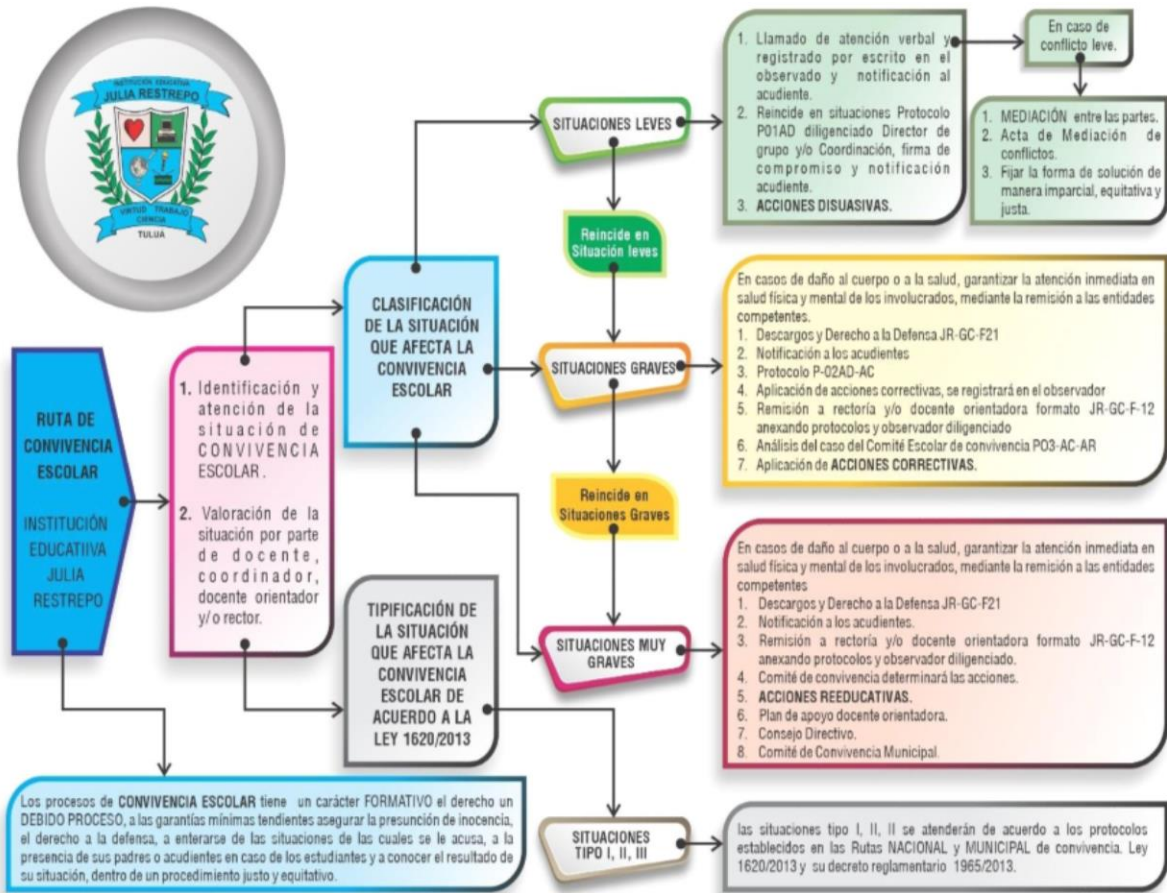 INSTITUCIÓN EDUCATIVA
JULIA RESTREPO
VIRTUD TRABAJO
CIENCIA
TULUÁ
RUTA DE
CONVIVENCIA
ESCOLAR
INSTITUCIÓN
EDUCATIIVA
JULIA
RESTREPO
1. Identificación y
atención de la
situación de
CONVIVENCIA
ESCOLAR.
2. Valoración de la
situación por parte
de docente,
coordinador,
docente orientador
y/o rector.
CLASIFICACIÓN
DE LA SITUACIÓN
QUE AFECTA LA
CONVIVENCIA
ESCOLAR
TIPIFICACIÓN DE
LA SITUACIÓN
QUE AFECTA LA
CONVIVENCIA
ESCOLAR DE
ACUERDO A LA
LEY 1620/2013
SITUACIONES LEVES
Reincide en
Situación leves
SITUACIONES GRAVES
Reincide en
Situaciones Graves
SITUACIONES MUY
GRAVES
SITUACIONES
TIPO I, II, III
1. Llamado de atención verbal y
registrado por escrito en el
observado y notificación al
acudiente.
2. Reincide en situaciones Protocolo
P01AD diligenciado Director de
grupo y/o Coordinación, firma de
compromiso y notificación
acudiente.
3. ACCIONES DISUASIVAS.
En caso de
conflicto leve.
1. MEDIACIÓN entre las partes.
2. Acta de Mediación de
conflictos.
3. Fijar la forma de solución de
manera imparcial, equitativa y
justa.
En casos de daño al cuerpo o a la salud, garantizar la atención inmediata en
salud física y mental de los involucrados, mediante la remisión a las entidades
competentes.
1. Descargos y Derecho a la Defensa JR-GC-F21
2. Notificación a los acudientes
3. Protocolo P-02AD-AC
4. Aplicación de acciones correctivas, se registrará en el observador
5. Remisión a rectoría y/o docente orientadora formato JR-GC-F-12
anexando protocolos y observador diligenciado
6. Análisis del caso del Comité Escolar de convivencia PO3-AC-AR
7. Aplicación de ACCIONES CORRECTIVAS.
En casos de daño al cuerpo o a la salud, garantizar la atención inmediata en
salud física y mental de los involucrados, mediante la remisión a las entidades
competentes
1. Descargos y Derecho a la Defensa JR-GC-F21
2. Notificación a los acudientes.
3. Remisión a rectoría y/o docente orientadora formato JR-GC-F-12
anexando protocolos y observador diligenciado.
4. Comité de convivencia determinará las acciones.
5. ACCIONES REEDUCATIVAS.
6. Plan de apoyo docente orientadora.
7. Consejo Directivo.
8. Comité de Convivencia Municipal.
Los procesos de CONVIVENCIA ESCOLAR tiene un carácter FORMATIVO el derecho un
DEBIDO PROCESO, a las garantías mínimas tendientes asegurar la presunción de inocencia,
el derecho a la defensa, a enterarse de las situaciones de las cuales se le acusa, a la
presencia de sus padres o acudientes en caso de los estudiantes y a conocer el resultado de
su situación, dentro de un procedimiento justo y equitativo.
las situaciones tipo I, II, II se atenderán de acuerdo a los protocolos
establecidos en las Rutas NACIONAL y MUNICIPAL de convivencia. Ley
1620/2013 y su decreto reglamentario 1965/2013.